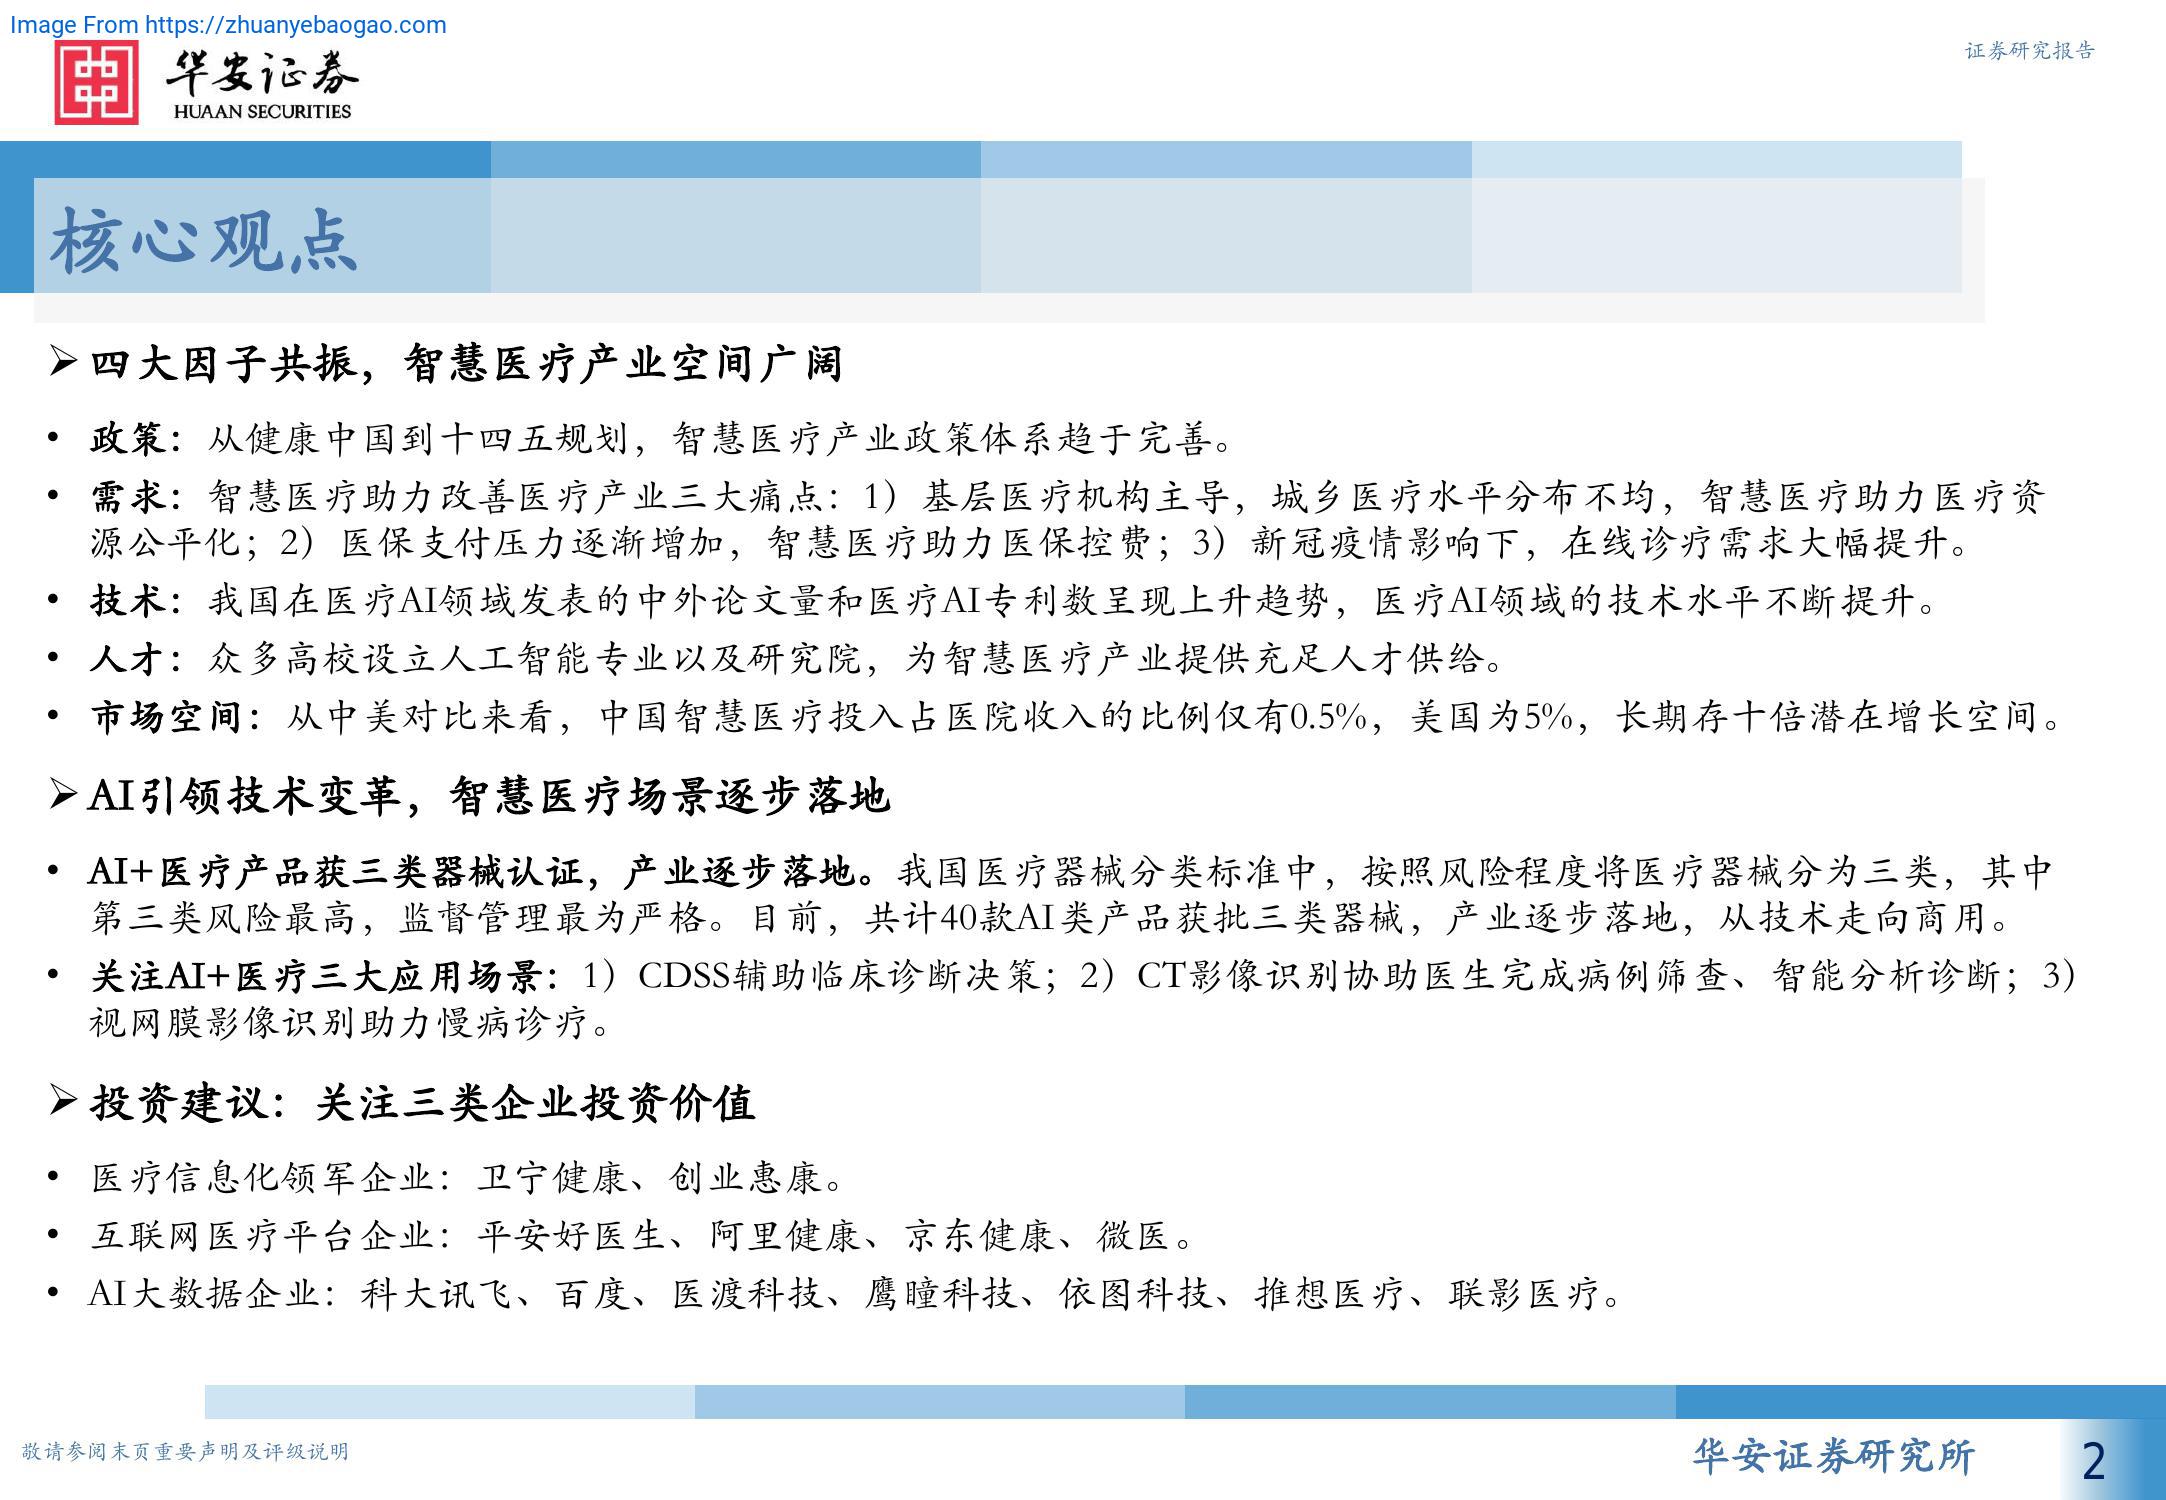 Image From https://zhuanyebaogao.com
华安证券
HUAAN SECURITIES
证券研究报告
核心观点
四大因子共振，智慧医疗产业空间广阔
• 政策：从健康中国到十四五规划，智慧医疗产业政策体系趋于完善。
• 需求：智慧医疗助力改善医疗产业三大痛点：1）基层医疗机构主导，城乡医疗水平分布不均，智慧医疗助力医疗资
源公平化；2）医保支付压力逐渐增加，智慧医疗助力医保控费；3）新冠疫情影响下，在线诊疗需求大幅提升。
• 技术：我国在医疗AI领域发表的中外论文量和医疗AI专利数呈现上升趋势，医疗AI领域的技术水平不断提升。
• 人才：众多高校设立人工智能专业以及研究院，为智慧医疗产业提供充足人才供给。
• 市场空间：从中美对比来看，中国智慧医疗投入占医院收入的比例仅有0.5%，美国为5%，长期存十倍潜在增长空间。
AI引领技术变革，智慧医疗场景逐步落地
• AI+医疗产品获三类器械认证，产业逐步落地。我国医疗器械分类标准中，按照风险程度将医疗器械分为三类，其中
第三类风险最高，监督管理最为严格。目前，共计40款AI类产品获批三类器械，产业逐步落地，从技术走向商用。
• 关注AI+医疗三大应用场景：1）CDSS辅助临床诊断决策；2）CT影像识别协助医生完成病例筛查、智能分析诊断；3）
视网膜影像识别助力慢病诊疗。
投资建议：关注三类企业投资价值
• 医疗信息化领军企业：卫宁健康、创业惠康。
• 互联网医疗平台企业：平安好医生、阿里健康、京东健康、微医。
• AI大数据企业：科大讯飞、百度、医渡科技、鹰瞳科技、依图科技、推想医疗、联影医疗。
敬请参阅末页重要声明及评级说明
华安证券研究所
2